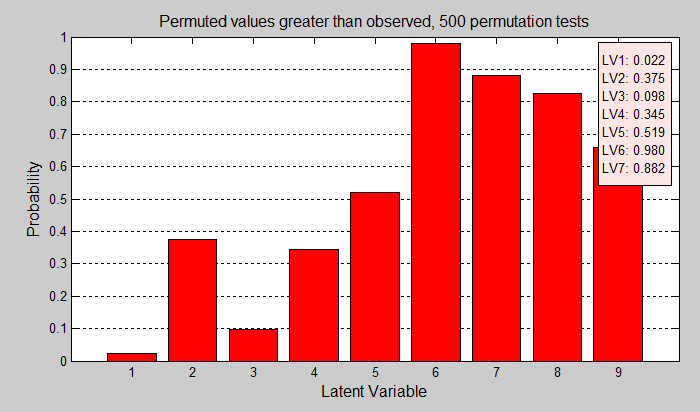 Permuted values greater than observed, 500 permutation tests
1
0.9
0.8
0.7
0.6
0.5
0.4
0.3
0.2
0.1
0
Probability
LV1: 0.022
LV2: 0.375
LV3: 0.098
LV4: 0.345
LV5: 0.519
LV6: 0.980
LV7: 0.882
1 2 3 4 5 6 7 8 9
Latent Variable